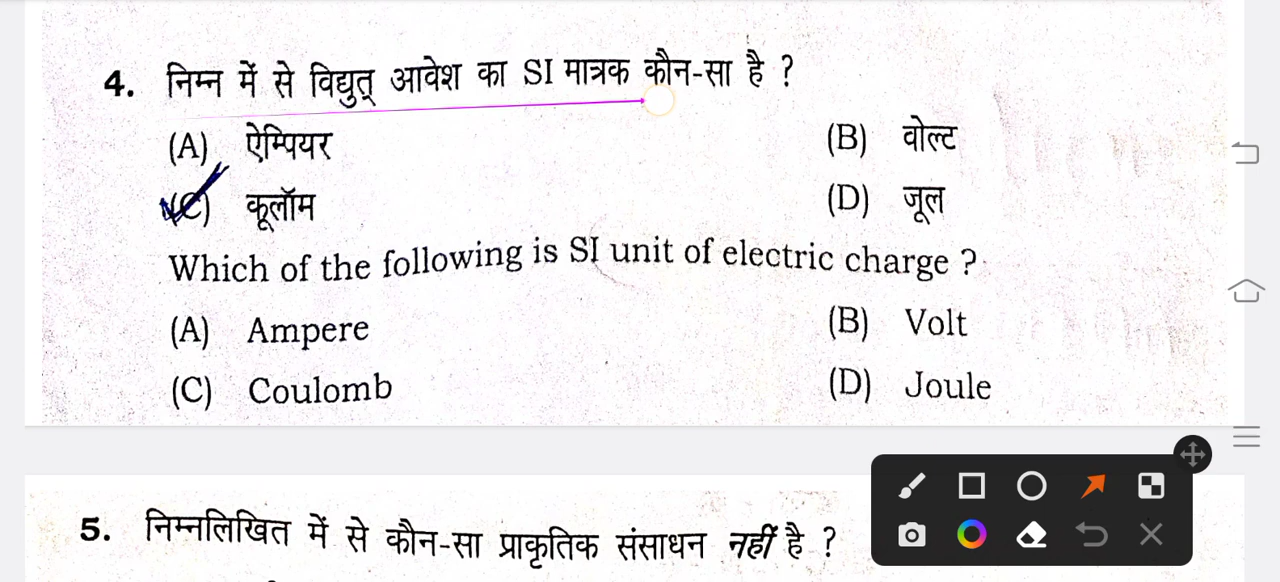 4. निम्न में से विद्युत् आवेश का SI मात्रक कौन-सा है ?
(A) ऐम्पियर (B) वोल्ट
(C) कूलॉम (D) जूल
Which of the following is SI unit of electric charge ?
(A) Ampere (B) Volt
(C) Coulomb (D) Joule
5. निम्नलिखित में से कौन-सा प्राकृतिक संसाधन नहीं है ?